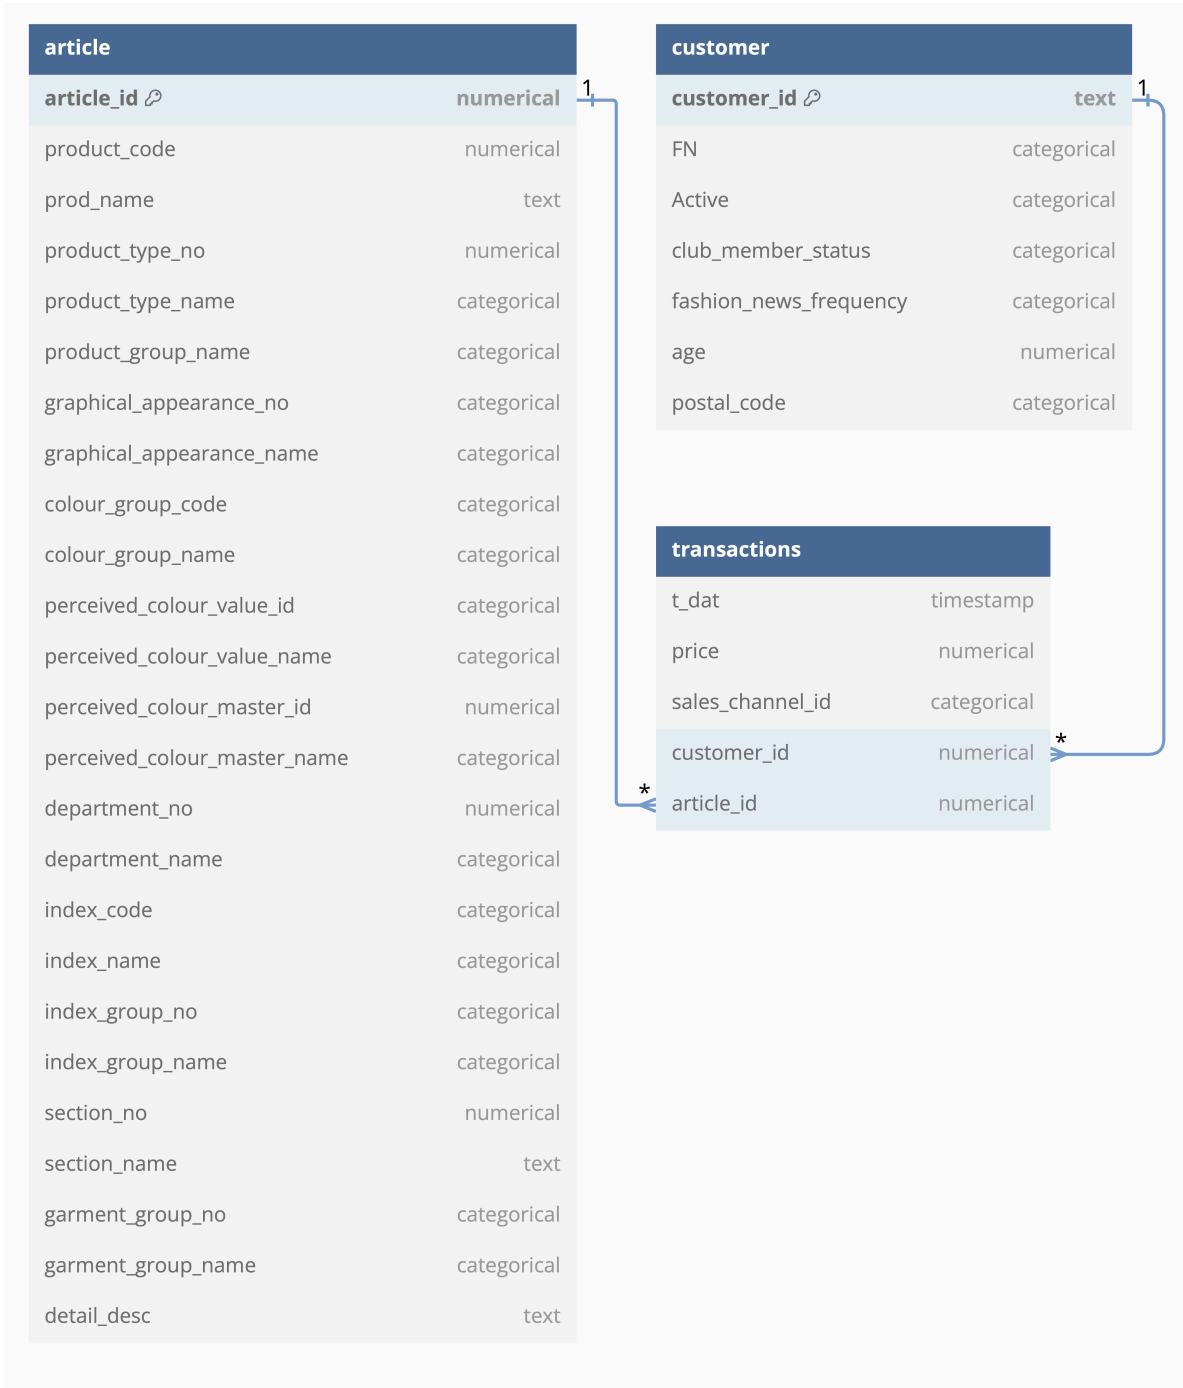 article
article_id numerical
product_code numerical
prod_name text
product_type_no numerical
product_type_name categorical
product_group_name categorical
graphical_appearance_no categorical
graphical_appearance_name categorical
colour_group_code categorical
colour_group_name categorical
perceived_colour_value_id categorical
perceived_colour_value_name categorical
perceived_colour_master_id numerical
perceived_colour_master_name categorical
department_no numerical
department_name categorical
index_code categorical
index_name categorical
index_group_no categorical
index_group_name categorical
section_no numerical
section_name text
garment_group_no categorical
garment_group_name categorical
detail_desc text
1
*
customer
customer_id text
FN categorical
Active categorical
club_member_status categorical
fashion_news_frequency categorical
age numerical
postal_code categorical
1
*
transactions
t_dat timestamp
price numerical
sales_channel_id categorical
customer_id numerical
article_id numerical